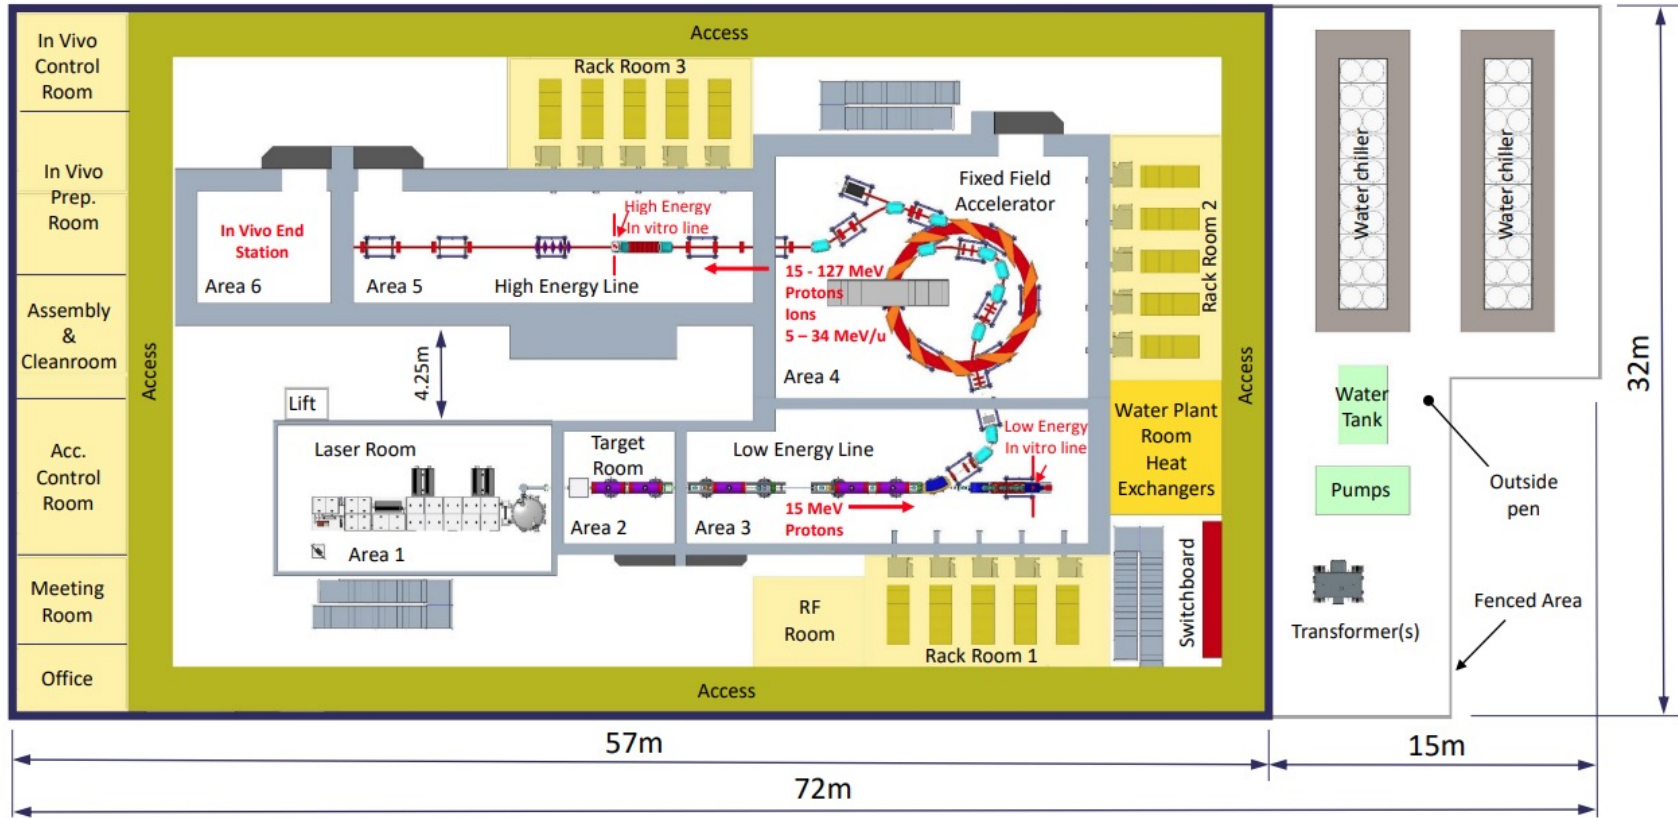 In Vivo
Control
Room
In Vivo
Prep.
Room
Assembly
&
Cleanroom
Acc.
Control
Room
Meeting
Room
Office
Access
Access
Access
Access
Rack Room 3
In Vivo End
Station
Area 6
Area 5
High Energy
In vitro line
High Energy Line
Fixed Field
Accelerator
15 - 127 MeV
Protons
Ions
5 – 34 MeV/u
Area 4
Rack Room 2
4.25m
Lift
Laser Room
Area 1
Target
Room
Area 2
Low Energy Line
Low Energy
In vitro line
Area 3
15 MeV
Protons
Water Plant
Room
Heat
Exchangers
RF
Room
Rack Room 1
Switchboard
Water chiller
Water chiller
Water
Tank
Pumps
Outside
pen
Transformer(s)
Fenced Area
32m
57m
15m
72m